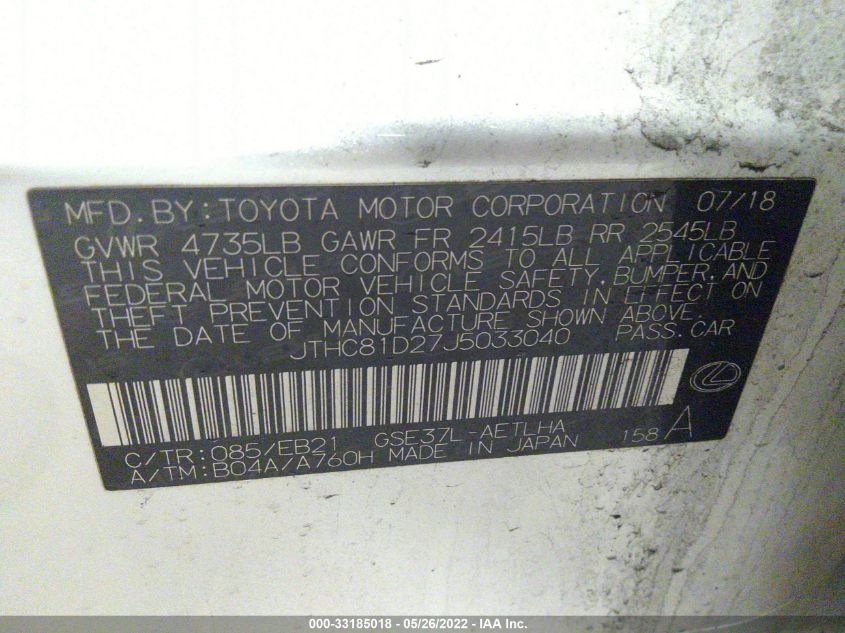 MFD. BY: TOYOTA MOTOR CORPORATION 07/18
GVWR 4735LB GAWR FR 2415LB RR 2545LB
THIS VEHICLE CONFORMS TO ALL APPLICABLE
FEDERAL MOTOR VEHICLE SAFETY, BUMPER, AND
THEFT PREVENTION STANDARDS IN EFFECT ON
THE DATE OF MANUFACTURE SHOWN ABOVE.
JTHC81D27J5033040 PASS. CAR
C/TR: 085/EB21 GSE37L-AETLHA 158 A
A/TM: B04A/A760H MADE IN JAPAN
000-33185018 - 05/26/2022 - IAA Inc.